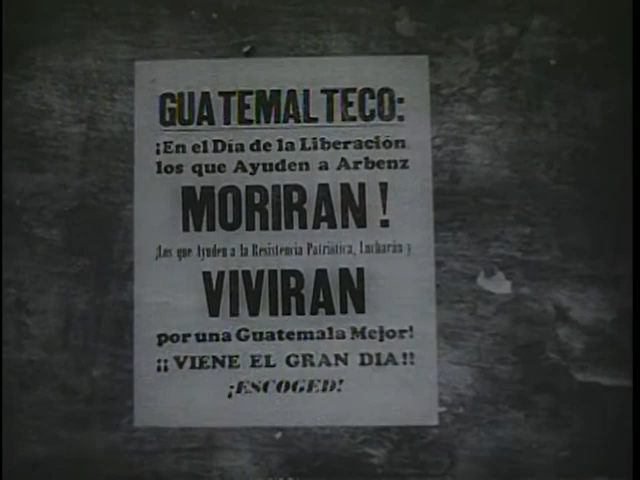 GUATEMALTECO:
¡En el Día de la Liberación
los que Ayuden a Arbenz
MORIRAN!
¡Los que Ayuden a la Resistencia Patriótica, Lucharán y
VIVIRAN
por una Guatemala Mejor!
¡¡VIENE EL GRAN DIA!!
¡ESCOGED!